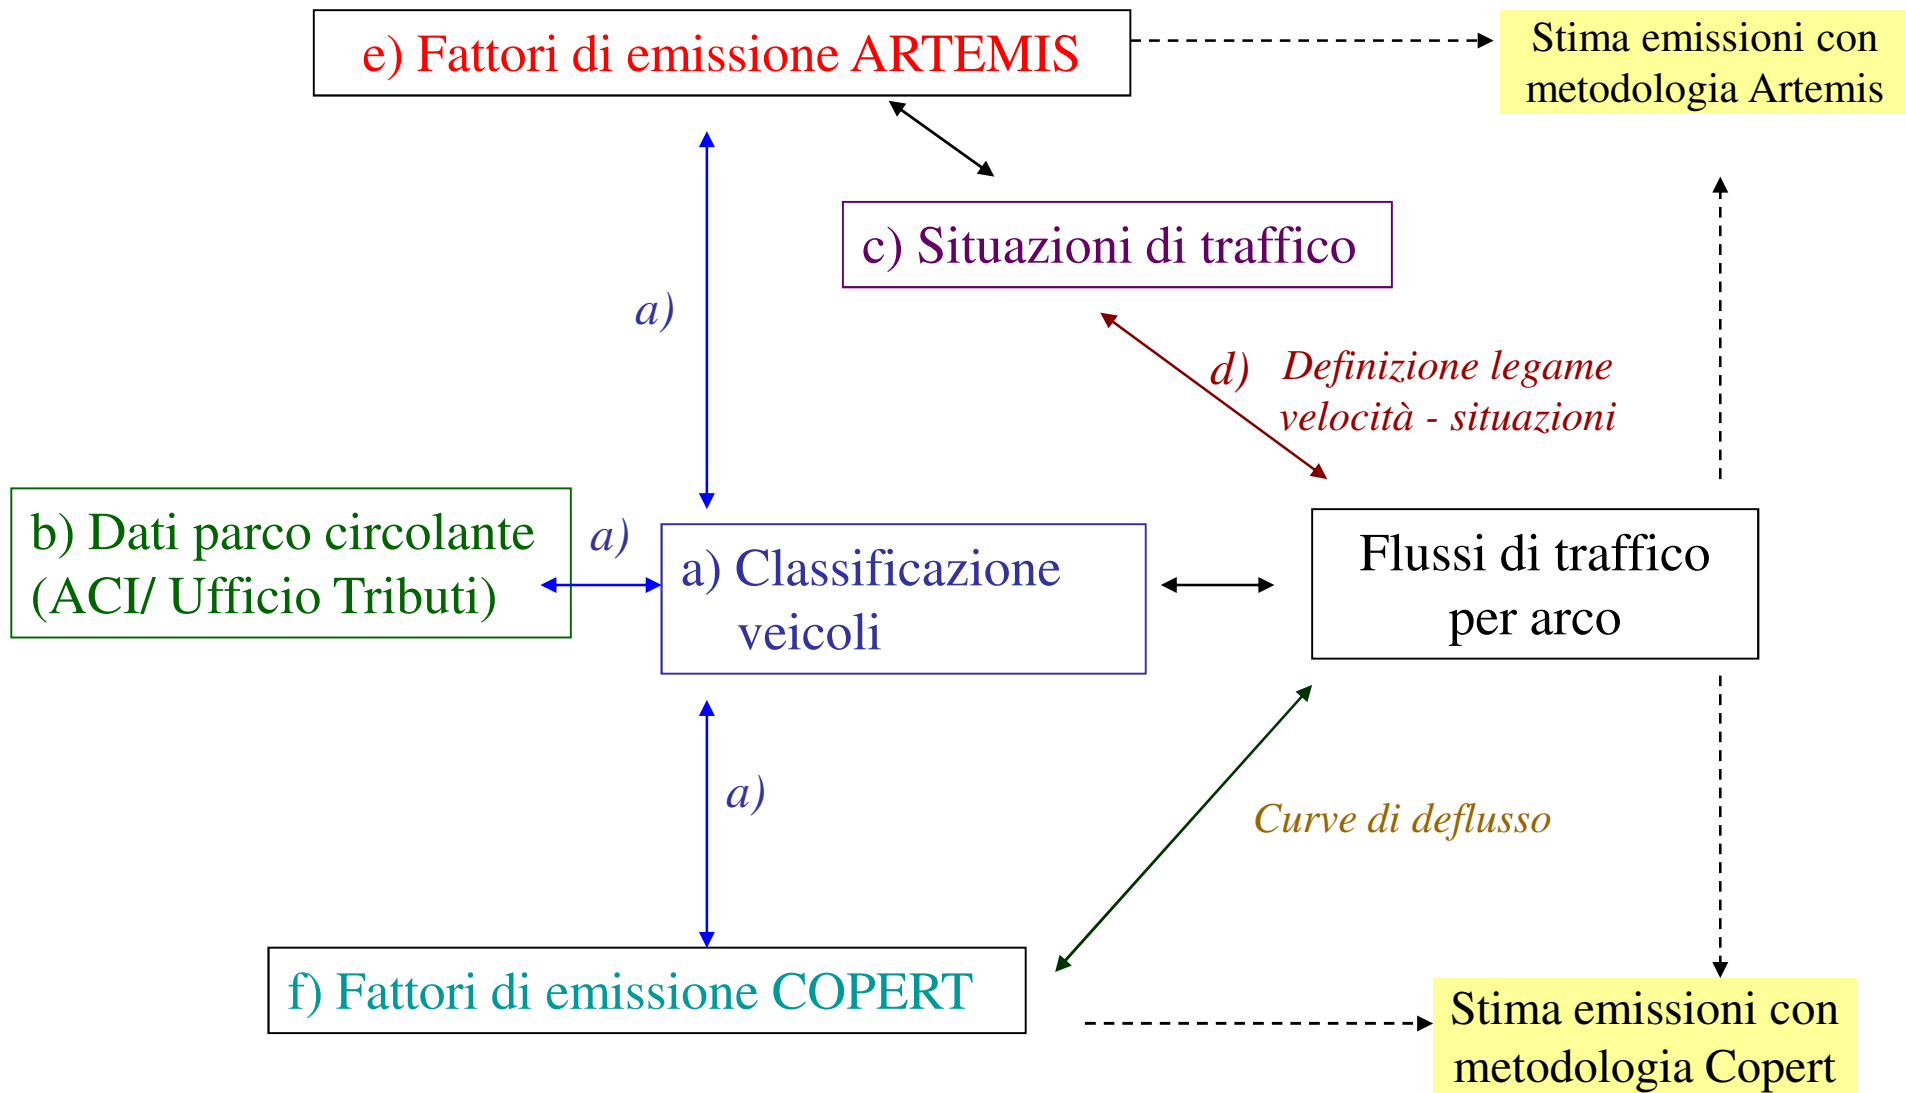 e) Fattori di emissione ARTEMIS
Stima emissioni con
metodologia Artemis
c) Situazioni di traffico
a)
d)
Definizione legame
velocità - situazioni
b) Dati parco circolante
(ACI/ Ufficio Tributi)
a)
a) Classificazione
veicoli
Flussi di traffico
per arco
a)
Curve di deflusso
f) Fattori di emissione COPERT
Stima emissioni con
metodologia Copert